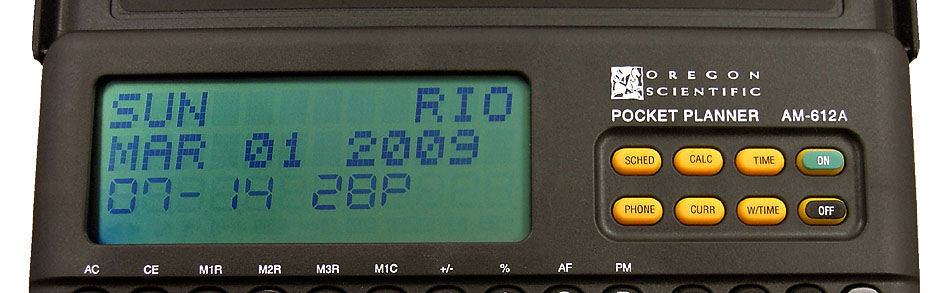 SUN RIO
MAR 01 2009
07-14 28P
OREGON
SCIENTIFIC
POCKET PLANNER AM-612A
SCHED CALC TIME ON
PHONE CURR W/TIME OFF
AC CE M1R M2R M3R M1C +/- % AF PM